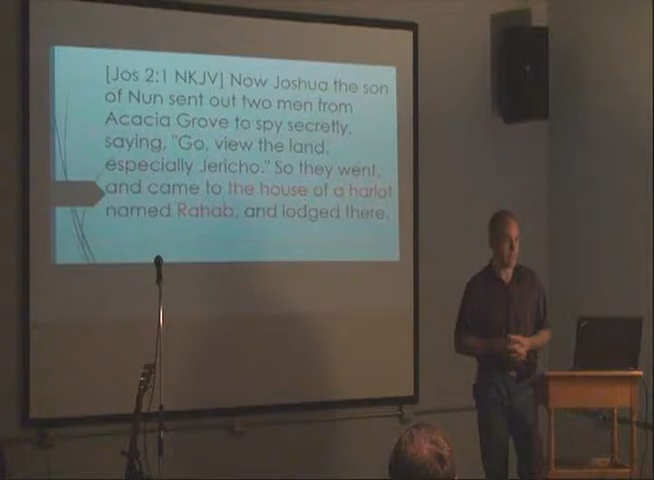 [Jos 2:1 NKJV] Now Joshua the son
of Nun sent out two men from
Acacia Grove to spy secretly,
saying, "Go, view the land,
especially Jericho." So they went,
and came to the house of a harlot
named Rahab, and lodged there.